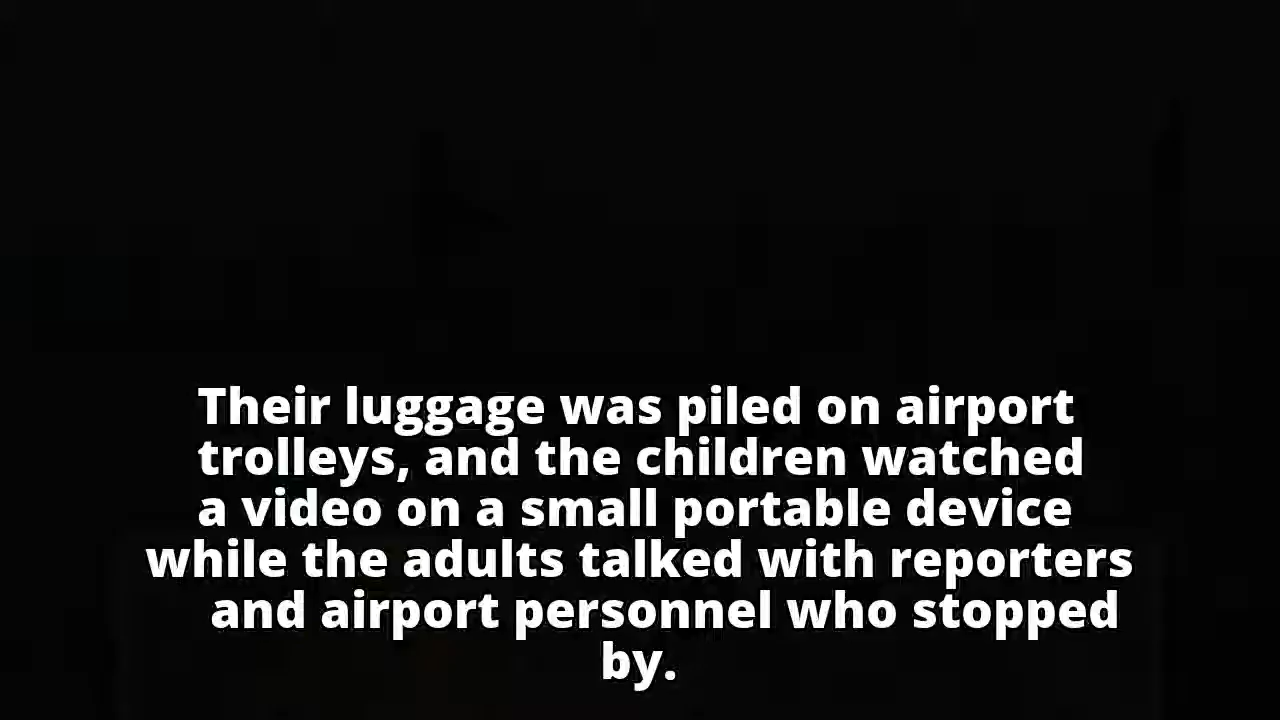 Their luggage was piled on airport
trolleys, and the children watched
a video on a small portable device
while the adults talked with reporters
and airport personnel who stopped
by.